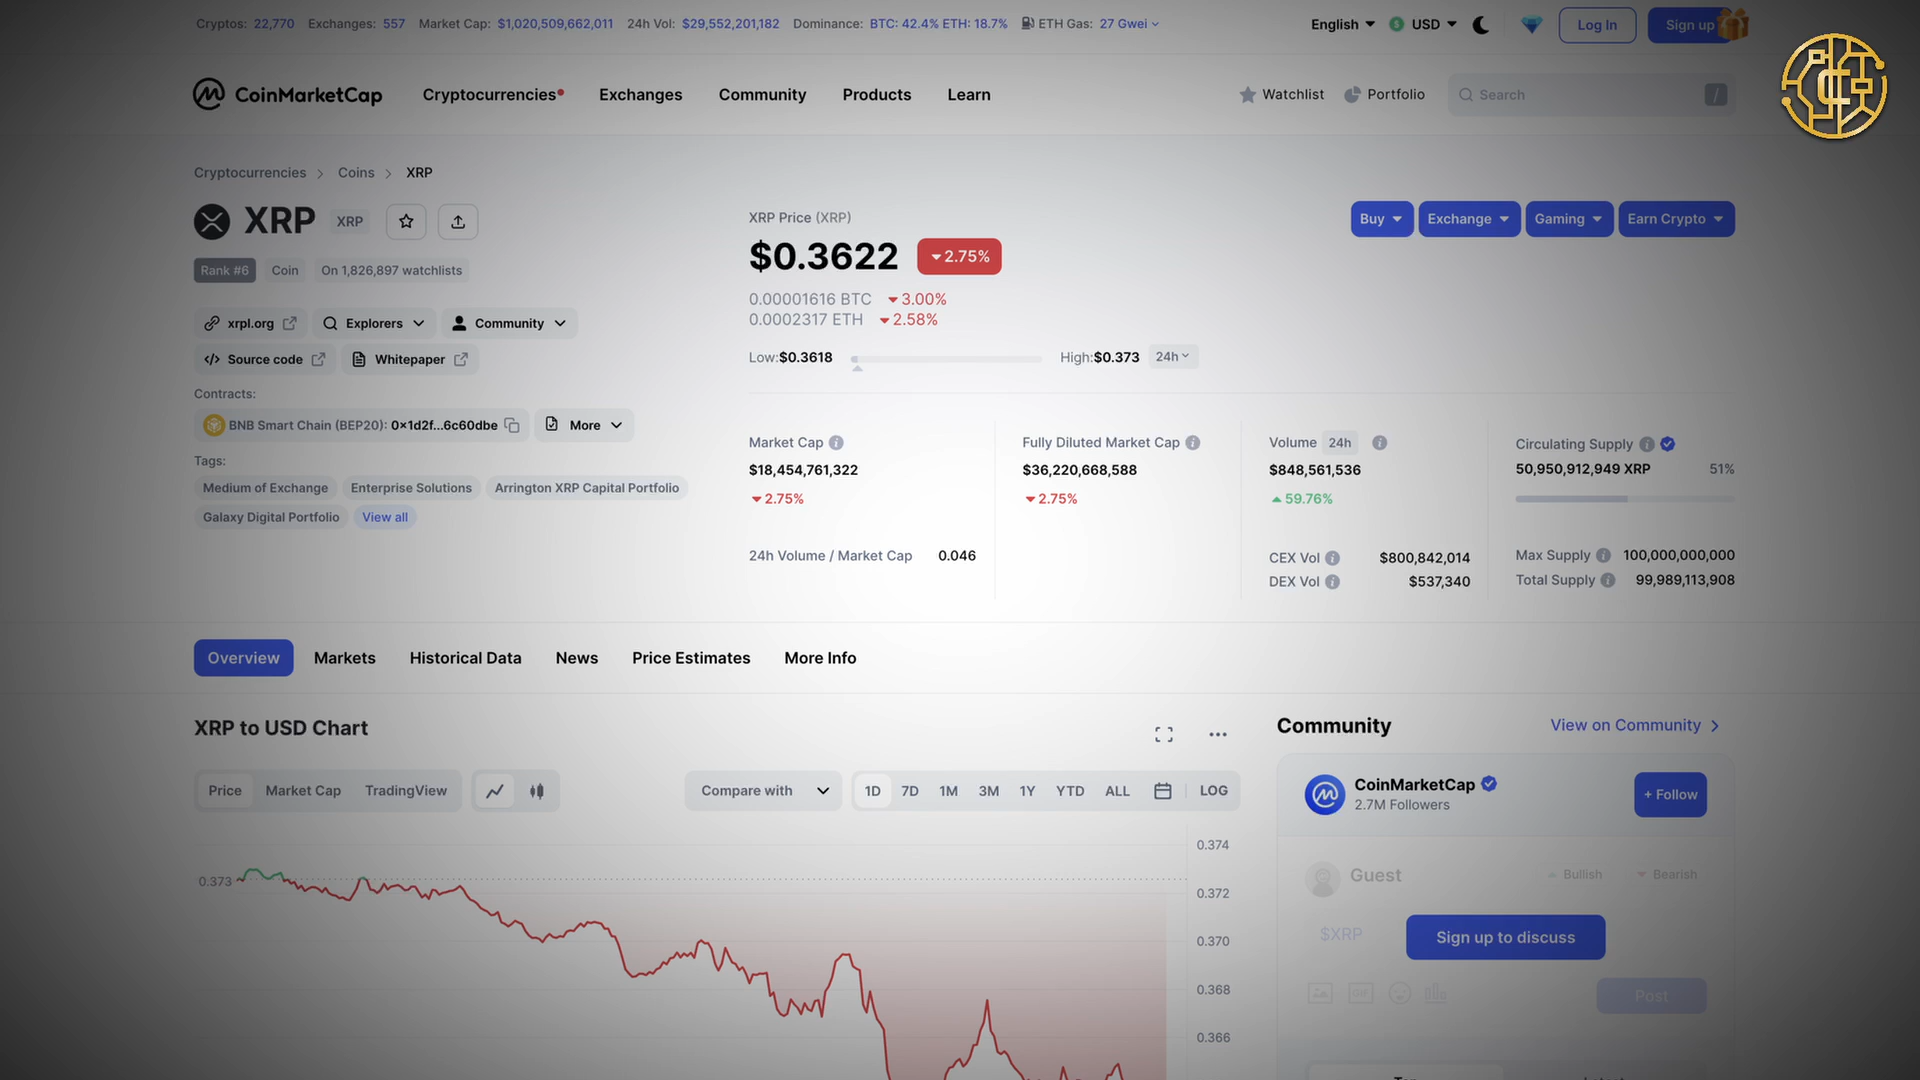 Cryptos: 22,770 Exchanges: 557 Market Cap: $1,020,509,662,011 24h Vol: $29,552,201,182 Dominance: BTC: 42.4% ETH: 18.7% ETH Gas: 27 Gwei
English USD Log In Sign up
CoinMarketCap Cryptocurrencies Exchanges Community Products Learn
Watchlist Portfolio Search /
Cryptocurrencies Coins XRP
XRP XRP
Rank #6 Coin On 1,826,897 watchlists
xrpl.org Explorers Community
Source code Whitepaper
Contracts:
BNB Smart Chain (BEP20): 0x1d2f...6c60dbe More
Tags:
Medium of Exchange Enterprise Solutions Arrington XRP Capital Portfolio
Galaxy Digital Portfolio View all
XRP Price (XRP)
$0.3622 2.75%
0.00001616 BTC 3.00%
0.0002317 ETH 2.58%
Low:$0.3618 High:$0.373 24h
Buy Exchange Gaming Earn Crypto
Market Cap
$18,454,761,322
2.75%
24h Volume / Market Cap 0.046
Fully Diluted Market Cap
$36,220,668,588
2.75%
Volume 24h
$848,561,536
59.76%
CEX Vol $800,842,014
DEX Vol $537,340
Circulating Supply
50,950,912,949 XRP 51%
Max Supply 100,000,000,000
Total Supply 99,989,113,908
Overview Markets Historical Data News Price Estimates More Info
XRP to USD Chart
Price Market Cap TradingView
Compare with 1D 7D 1M 3M 1Y YTD ALL LOG
0.373
0.374
0.372
0.370
0.368
0.366
Community View on Community
CoinMarketCap
2.7M Followers
+ Follow
Guest Bullish Bearish
$XRP
Sign up to discuss
GIF
Post